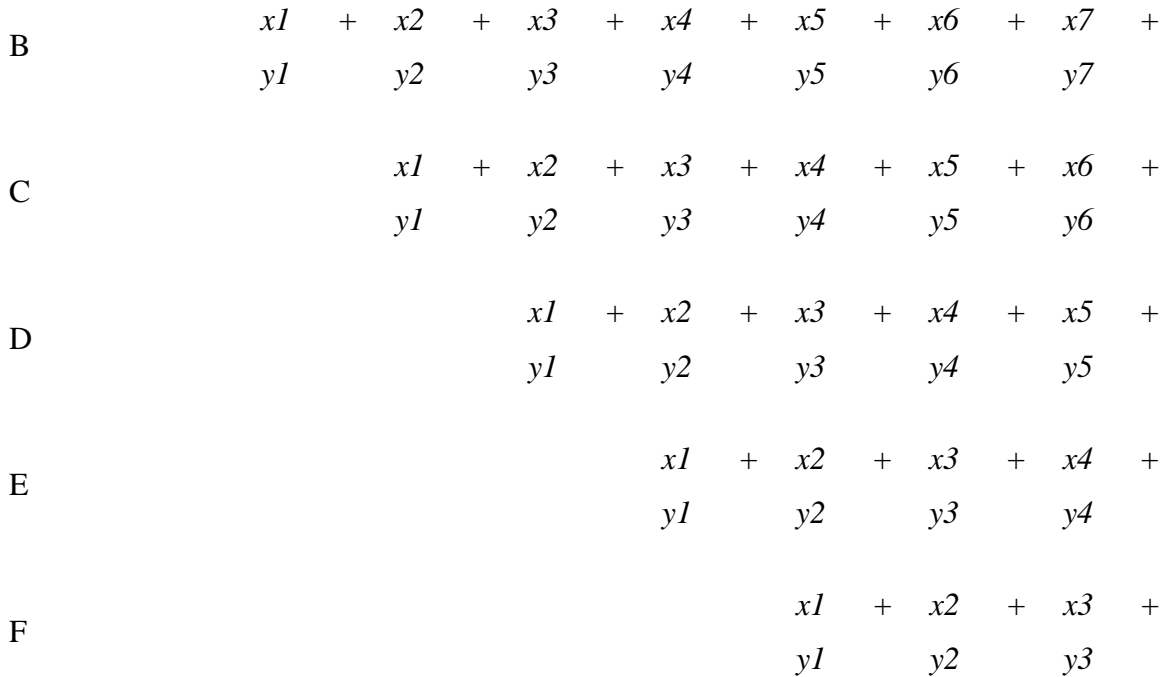 B
x1 + x2 + x3 + x4 + x5 + x6 + x7 +
y1 y2 y3 y4 y5 y6 y7
C
x1 + x2 + x3 + x4 + x5 + x6 +
y1 y2 y3 y4 y5 y6
D
x1 + x2 + x3 + x4 + x5 +
y1 y2 y3 y4 y5
E
x1 + x2 + x3 + x4 +
y1 y2 y3 y4
F
x1 + x2 + x3 +
y1 y2 y3